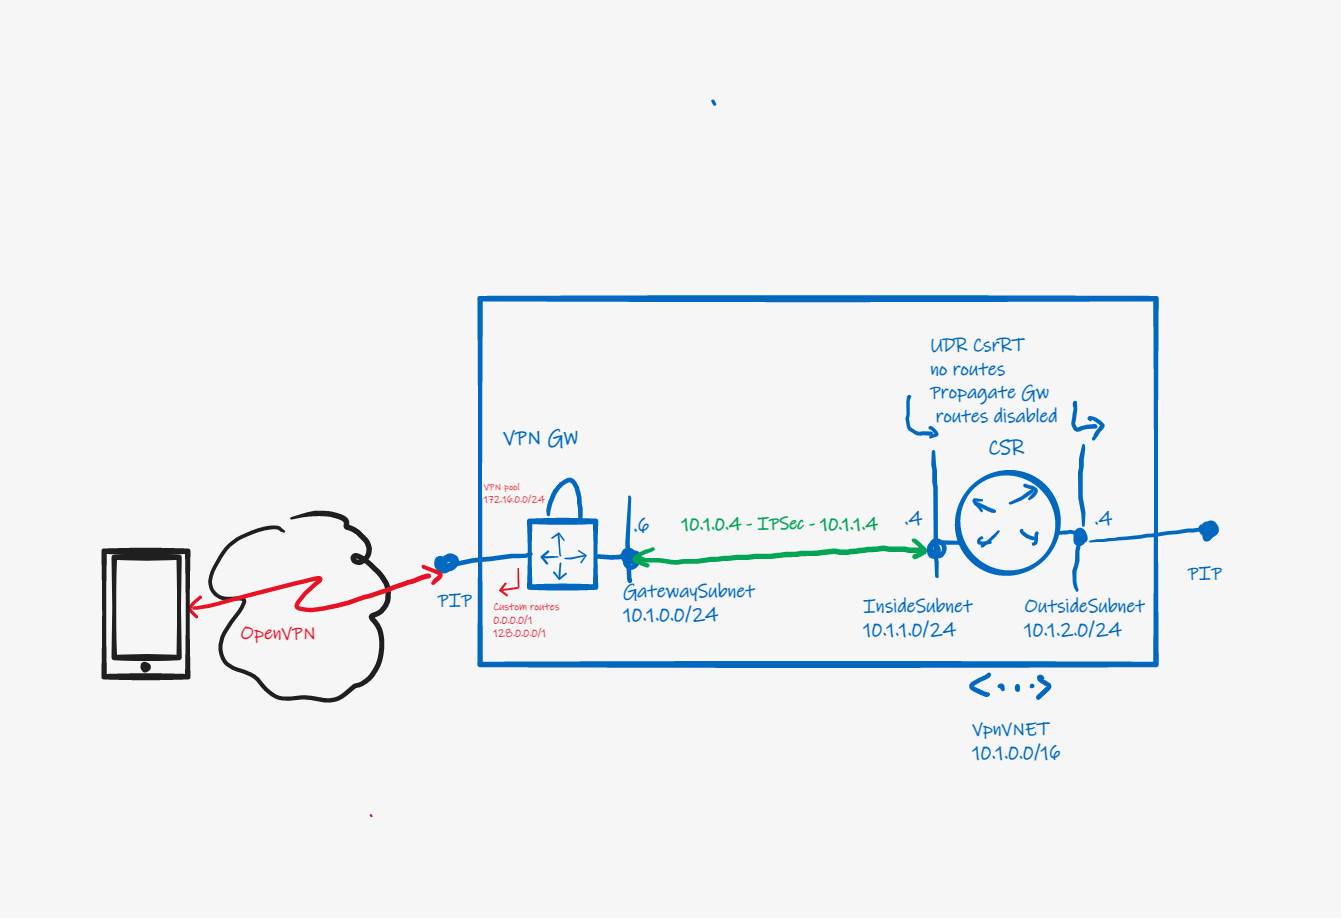 UDR CsrRT
no routes
Propagate Gw
routes disabled
CSR
VPN GW
VPN pool
172.16.0.0/24
.6
10.1.0.4 - IPSec - 10.1.1.4
.4
.4
PIP
PIP
OpenVPN
Custom routes
0.0.0.0/1
128.0.0.0/1
GatewaySubnet
10.1.0.0/24
InsideSubnet
10.1.1.0/24
OutsideSubnet
10.1.2.0/24
VpnVNET
10.1.0.0/16